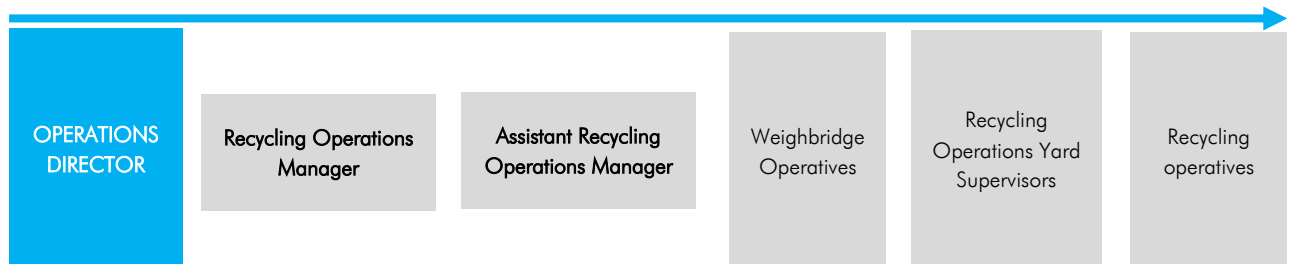 OPERATIONS
DIRECTOR
Recycling Operations
Manager
Assistant Recycling
Operations Manager
Weighbridge
Operatives
Recycling
Operations Yard
Supervisors
Recycling
operatives